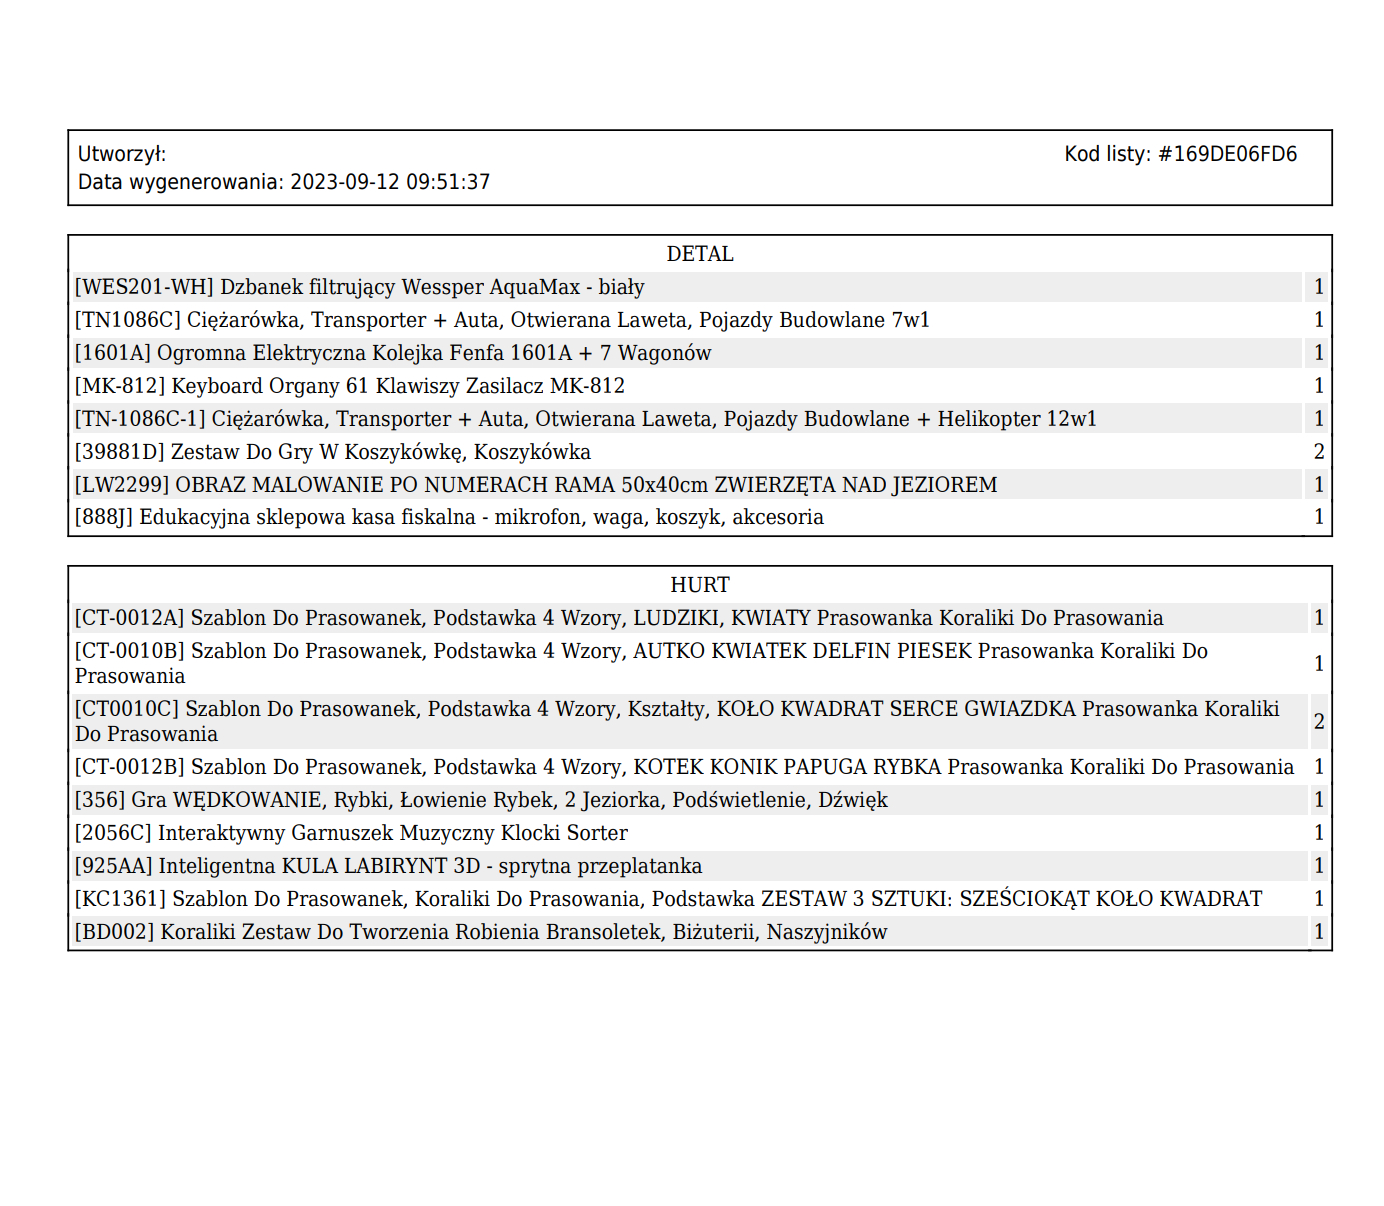 Utworzył:
Kod listy: #169DE06FD6
Data wygenerowania: 2023-09-12 09:51:37
DETAL
[WES201-WH] Dzbanek filtrujący Wessper AquaMax - biały 1
[TN1086C] Ciężarówka, Transporter + Auta, Otwierana Laweta, Pojazdy Budowlane 7w1 1
[1601A] Ogromna Elektryczna Kolejka Fenfa 1601A + 7 Wagonów 1
[MK-812] Keyboard Organy 61 Klawiszy Zasilacz MK-812 1
[TN-1086C-1] Ciężarówka, Transporter + Auta, Otwierana Laweta, Pojazdy Budowlane + Helikopter 12w1 1
[39881D] Zestaw Do Gry W Koszykówkę, Koszykówka 2
[LW2299] OBRAZ MALOWANIE PO NUMERACH RAMA 50x40cm ZWIERZĘTA NAD JEZIOREM 1
[888J] Edukacyjna sklepowa kasa fiskalna - mikrofon, waga, koszyk, akcesoria 1
HURT
[CT-0012A] Szablon Do Prasowanek, Podstawka 4 Wzory, LUDZIKI, KWIATY Prasowanka Koraliki Do Prasowania 1
[CT-0010B] Szablon Do Prasowanek, Podstawka 4 Wzory, AUTKO KWIATEK DELFIN PIESEK Prasowanka Koraliki Do
Prasowania 1
[CT0010C] Szablon Do Prasowanek, Podstawka 4 Wzory, Kształty, KOŁO KWADRAT SERCE GWIAZDKA Prasowanka Koraliki
Do Prasowania 2
[CT-0012B] Szablon Do Prasowanek, Podstawka 4 Wzory, KOTEK KONIK PAPUGA RYBKA Prasowanka Koraliki Do Prasowania 1
[356] Gra WĘDKOWANIE, Rybki, Łowienie Rybek, 2 Jeziorka, Podświetlenie, Dźwięk 1
[2056C] Interaktywny Garnuszek Muzyczny Klocki Sorter 1
[925AA] Inteligentna KULA LABIRYNT 3D - sprytna przeplatanka 1
[KC1361] Szablon Do Prasowanek, Koraliki Do Prasowania, Podstawka ZESTAW 3 SZTUKI: SZEŚCIOKĄT KOŁO KWADRAT 1
[BD002] Koraliki Zestaw Do Tworzenia Robienia Bransoletek, Biżuterii, Naszyjników 1